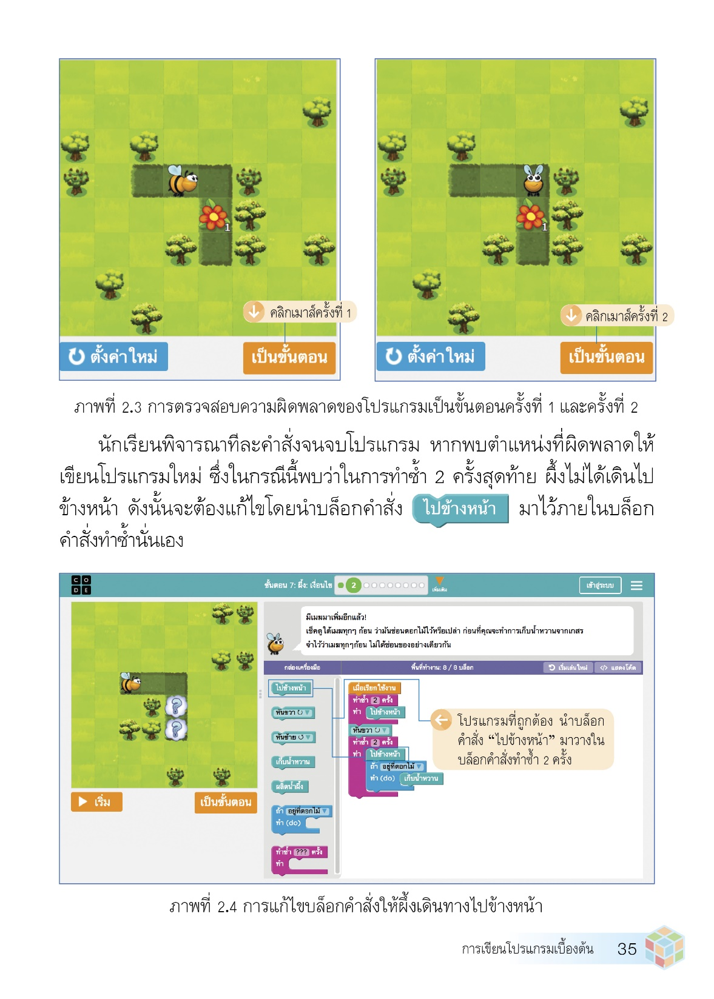 1
1
คลิกเมาส์ครั้งที่ 1
คลิกเมาส์ครั้งที่ 2
ตั้งค่าใหม่
เป็นขั้นตอน
ตั้งค่าใหม่
เป็นขั้นตอน
ภาพที่ 2.3 การตรวจสอบความผิดพลาดของโปรแกรมเป็นขั้นตอนครั้งที่ 1 และครั้งที่ 2
นักเรียนพิจารณาทีละคำสั่งจนจบโปรแกรม หากพบตำแหน่งที่ผิดพลาดให้
เขียนโปรแกรมใหม่ ซึ่งในกรณีนี้พบว่าในการทำซ้ำ 2 ครั้งสุดท้าย ผึ้งไม่ได้เดินไป
ข้างหน้า ดังนั้นจะต้องแก้ไขโดยนำบล็อกคำสั่ง ไปข้างหน้า มาไว้ภายในบล็อก
คำสั่งทำซ้ำนั่นเอง
CODE
ขั้นตอน 7: ผึ้ง: เงื่อนไข
2
เพิ่มเติม
เข้าสู่ระบบ
มีเมฆมาเพิ่มอีกแล้ว!
เช็คดูใต้เมฆทุกๆ ก้อน ว่ามันซ่อนดอกไม้ไว้หรือเปล่า ก่อนที่คุณจะทำการเก็บน้ำหวานจากเกสร
จำไว้ว่าเมฆทุกๆก้อน ไม่ได้ซ่อนของอย่างเดียวกัน
กล่องเครื่องมือ
พื้นที่ทำงาน: 8 / 8 บล็อก
เริ่มเล่นใหม่
</> แสดงโค้ด
?
?
เริ่ม
เป็นขั้นตอน
ไปข้างหน้า
หันขวา
หันซ้าย
เก็บน้ำหวาน
ผลิตน้ำผึ้ง
ถ้า อยู่ที่ดอกไม้
ทำ (do)
ทำซ้ำ ??? ครั้ง
ทำ
เมื่อเรียกใช้งาน
ทำซ้ำ 2 ครั้ง
ทำ ไปข้างหน้า
หันขวา
ทำซ้ำ 2 ครั้ง
ทำ ไปข้างหน้า
ถ้า อยู่ที่ดอกไม้
ทำ (do) เก็บน้ำหวาน
โปรแกรมที่ถูกต้อง นำบล็อก
คำสั่ง “ไปข้างหน้า” มาวางใน
บล็อกคำสั่งทำซ้ำ 2 ครั้ง
ภาพที่ 2.4 การแก้ไขบล็อกคำสั่งให้ผึ้งเดินทางไปข้างหน้า
การเขียนโปรแกรมเบื้องต้น 35